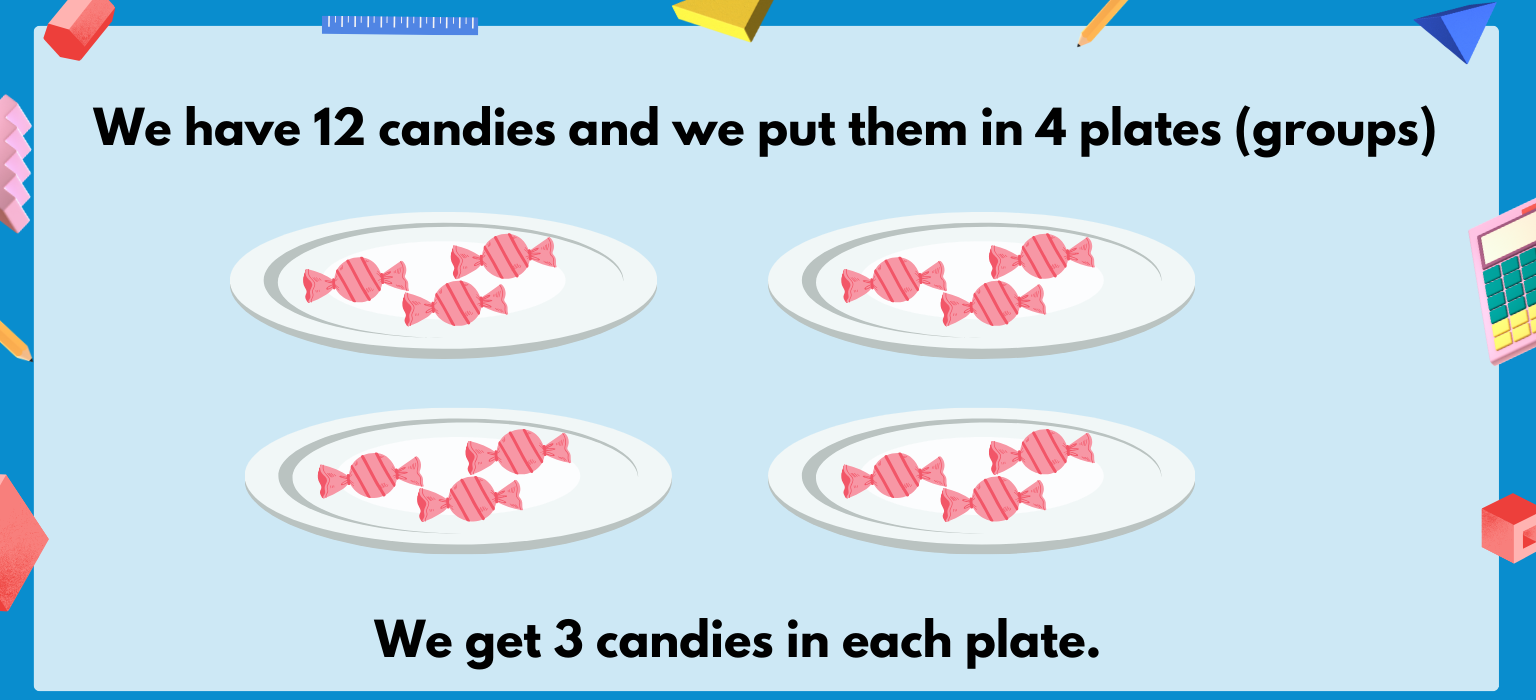 We have 12 candies and we put them in 4 plates (groups)
We get 3 candies in each plate.